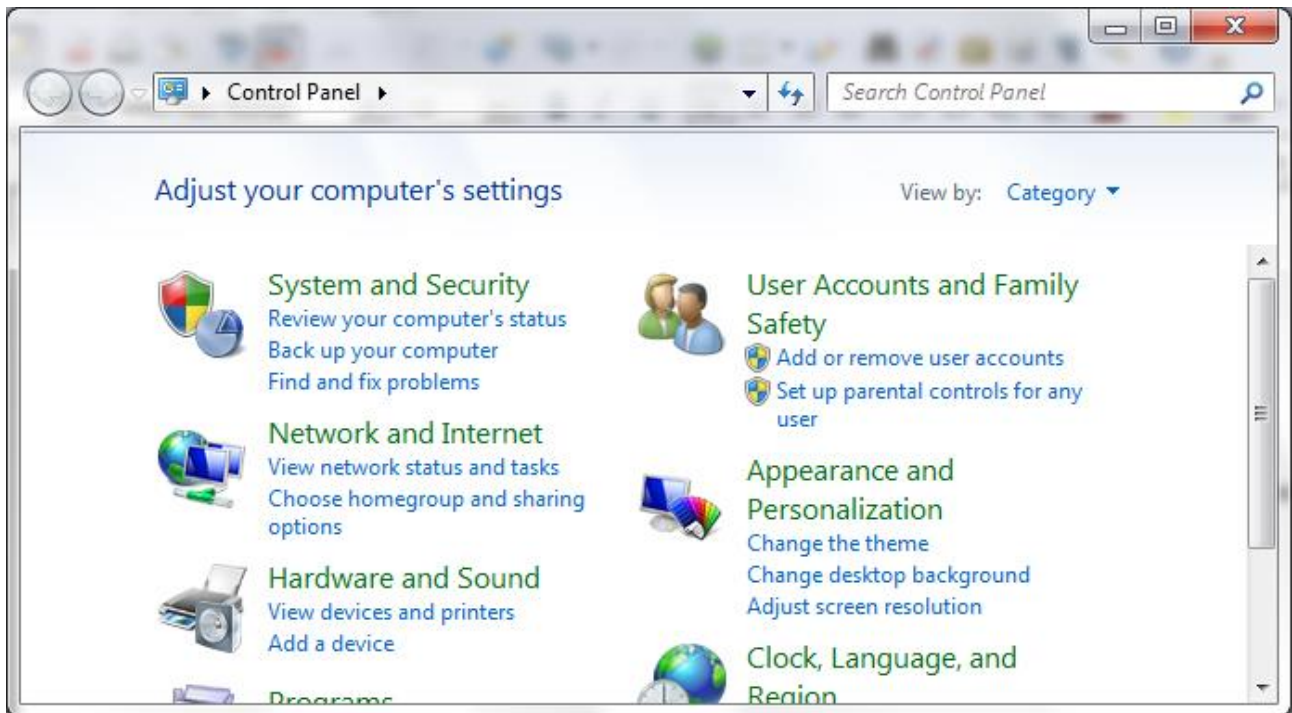 Control Panel
Search Control Panel
Adjust your computer's settings
View by: Category
System and Security
Review your computer's status
Back up your computer
Find and fix problems
Network and Internet
View network status and tasks
Choose homegroup and sharing
options
Hardware and Sound
View devices and printers
Add a device
Programs
User Accounts and Family
Safety
Add or remove user accounts
Set up parental controls for any
user
Appearance and
Personalization
Change the theme
Change desktop background
Adjust screen resolution
Clock, Language, and
Region